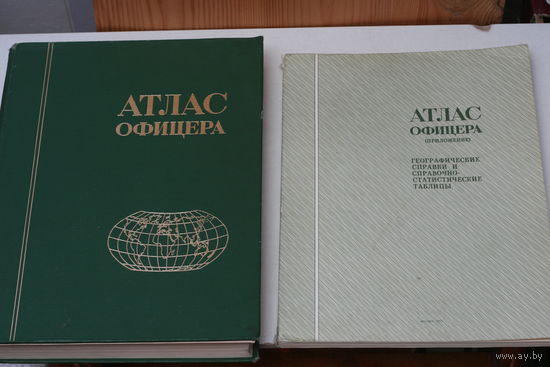 АТЛАС
ОФИЦЕРА
АТЛАС
ОФИЦЕРА
(ПРИЛОЖЕНИЕ)
ГЕОГРАФИЧЕСКИЕ
СПРАВКИ И
СПРАВОЧНО-
СТАТИСТИЧЕСКИЕ
ТАБЛИЦЫ
www.ay.by